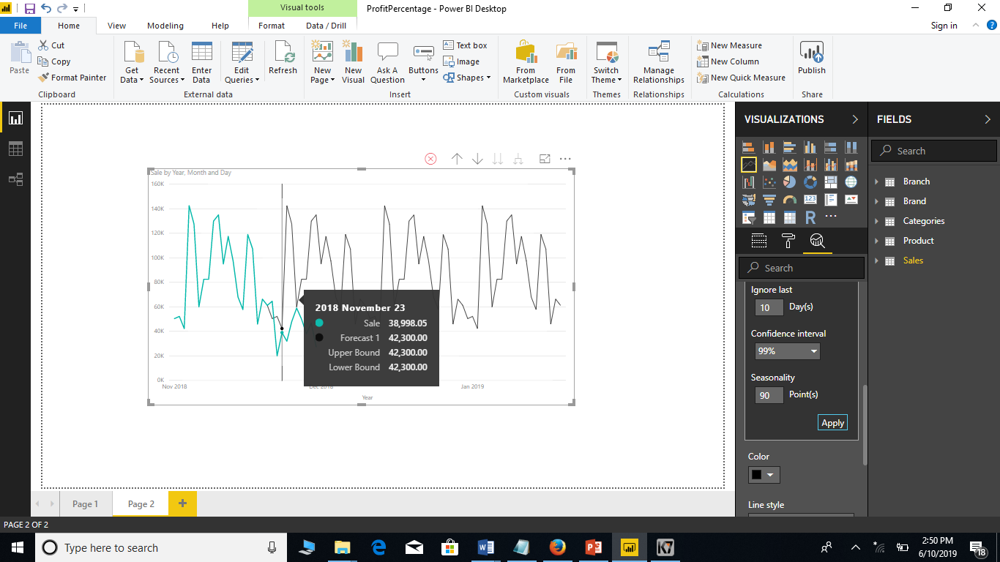 Visual tools
ProfitPercentage - Power BI Desktop
File Home View Modeling Help Format Data / Drill Sign in
Paste
Cut
Copy
Format Painter
Clipboard
Get Data
Recent Sources
Enter Data
Edit Queries
Refresh
External data
New Page
New Visual
Ask A Question
Buttons
Text box
Image
Shapes
Insert
From Marketplace
From File
Custom visuals
Switch Theme
Themes
Manage Relationships
Relationships
New Measure
New Column
New Quick Measure
Calculations
Publish
Share
Sale by Year, Month and Day
160K
140K
120K
100K
80K
60K
40K
20K
0K
Nov 2018 Dec 2018 Jan 2019
Year
2018 November 23
Sale 38,998.05
Forecast 1 42,300.00
Upper Bound 42,300.00
Lower Bound 42,300.00
VISUALIZATIONS
123
R
Search
Ignore last
10 Day(s)
Confidence interval
99%
Seasonality
90 Point(s)
Apply
Color
Line style
FIELDS
Search
Branch
Brand
Categories
Product
Sales
Page 1 Page 2
PAGE 2 OF 2
Type here to search
2:50 PM
6/10/2019
18